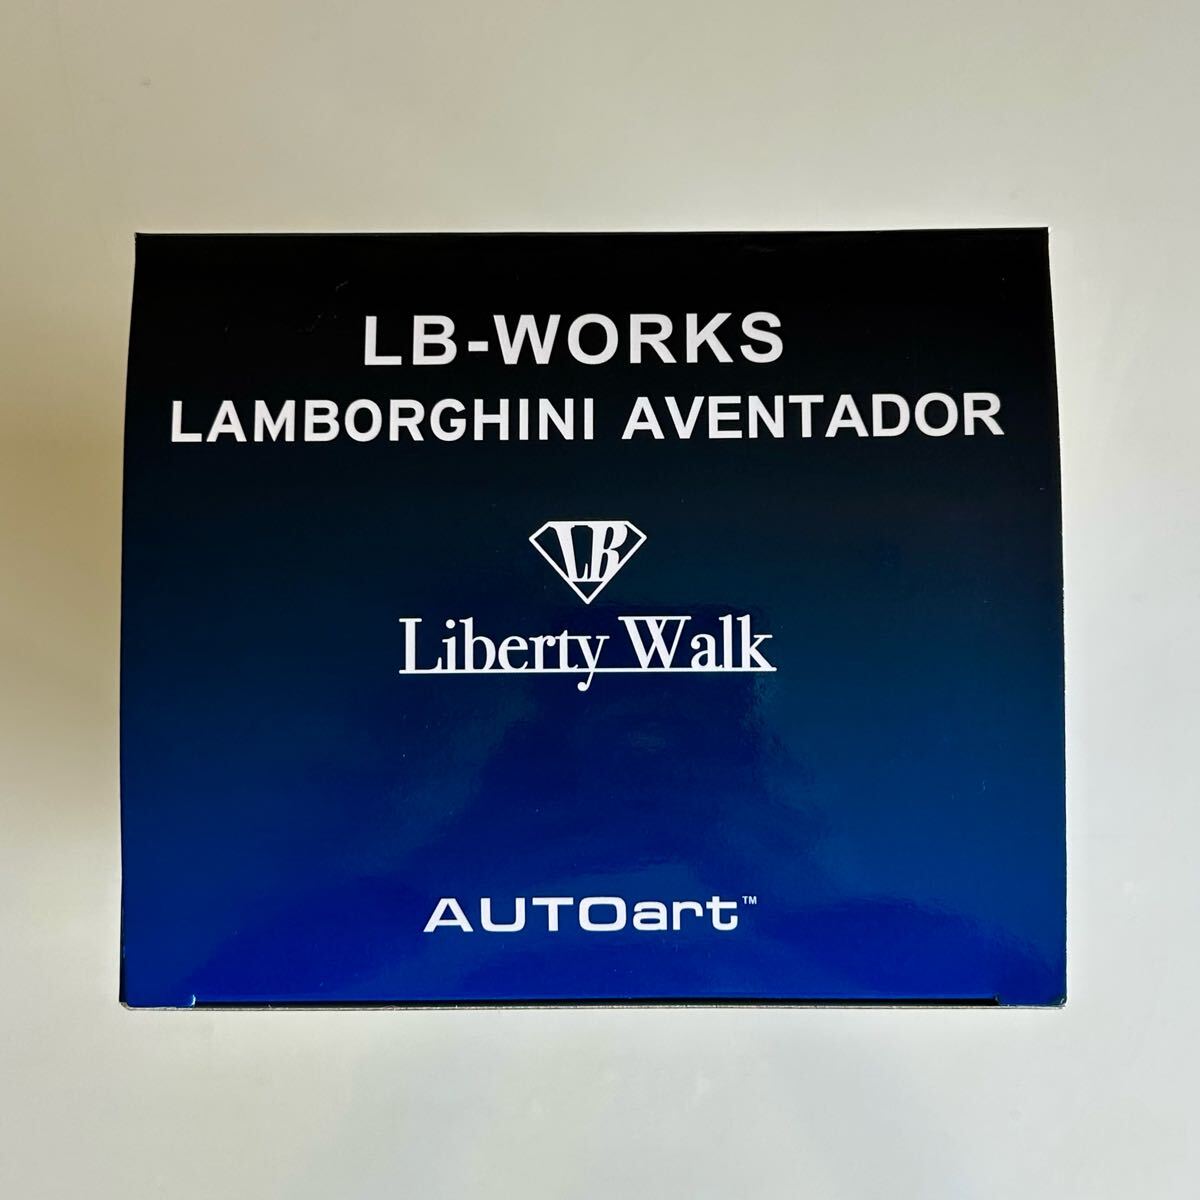 LB-WORKS
LAMBORGHINI AVENTADOR
LB
Liberty Walk
AUTOart™